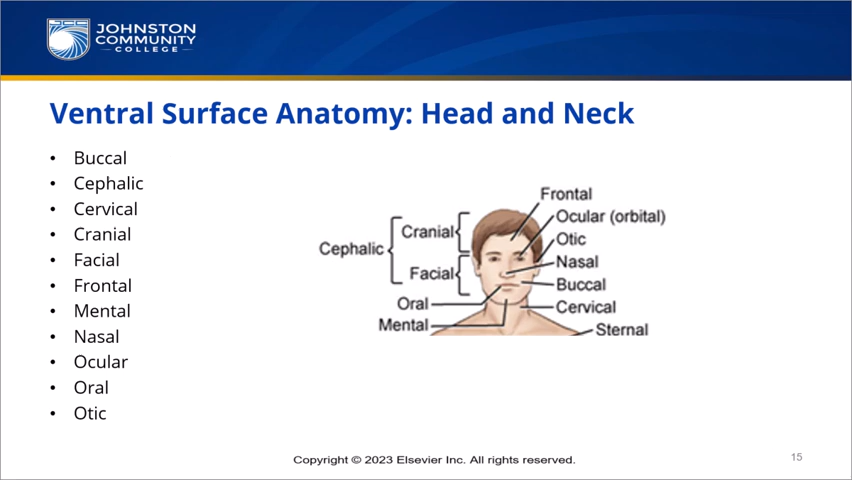 JOHNSTON
COMMUNITY
COLLEGE
Ventral Surface Anatomy: Head and Neck
• Buccal
• Cephalic
• Cervical
• Cranial
• Facial
• Frontal
• Mental
• Nasal
• Ocular
• Oral
• Otic
Frontal
Ocular (orbital)
Cranial
Otic
Cephalic
Nasal
Facial
Buccal
Oral
Cervical
Mental
Sternal
Copyright © 2023 Elsevier Inc. All rights reserved.
15